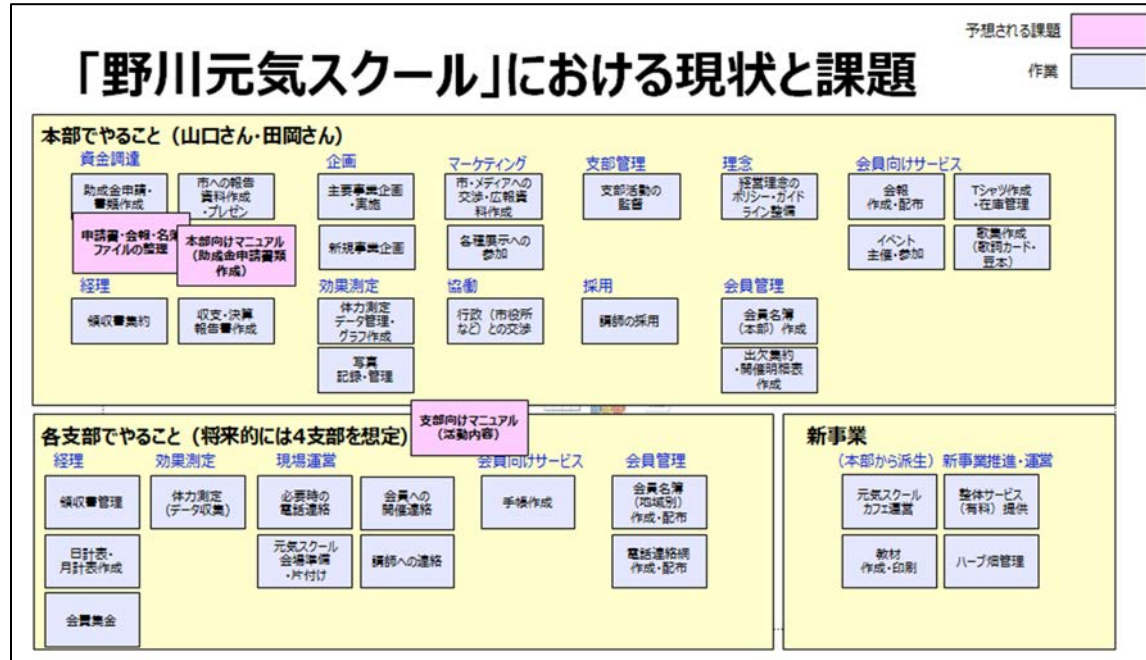 予想される課題
作業
「野川元気スクール」における現状と課題
本部でやること（山口さん・田岡さん）
資金調達
助成金申請・
書類作成
市への報告
資料作成
・プレゼン
申請書・会報・名簿
ファイルの整理
本部向けマニュアル
（助成金申請書類
作成）
企画
主要事業企画
・実施
新規事業企画
マーケティング
市・メディアへの
交渉・広報資
料作成
各種展示への
参加
支部管理
支部活動の
監督
理念
経営理念の
ポリシー・ガイド
ライン整備
会員向けサービス
会報
作成・配布
Tシャツ作成
・在庫管理
イベント
主催・参加
歌集作成
（歌詞カード・
豆本）
経理
領収書集約
収支・決算
報告書作成
効果測定
体力測定
データ管理・
グラフ作成
写真
記録・管理
協働
行政（市役所
など）との交渉
採用
講師の採用
会員管理
会員名簿
（本部）作成
出欠集約
・開催明細表
作成
各支部でやること（将来的には4支部を想定）
支部向けマニュアル
（活動内容）
経理
領収書管理
日計表・
月計表作成
会費集金
効果測定
体力測定
（データ収集）
現場運営
必要時の
電話連絡
会員への
開催連絡
元気スクール
会場準備
・片付け
講師への連絡
会員向けサービス
手帳作成
会員管理
会員名簿
（地域別）
作成・配布
電話連絡網
作成・配布
新事業
（本部から派生）新事業推進・運営
元気スクール
カフェ運営
整体サービス
（有料）提供
教材
作成・印刷
ハーブ畑管理